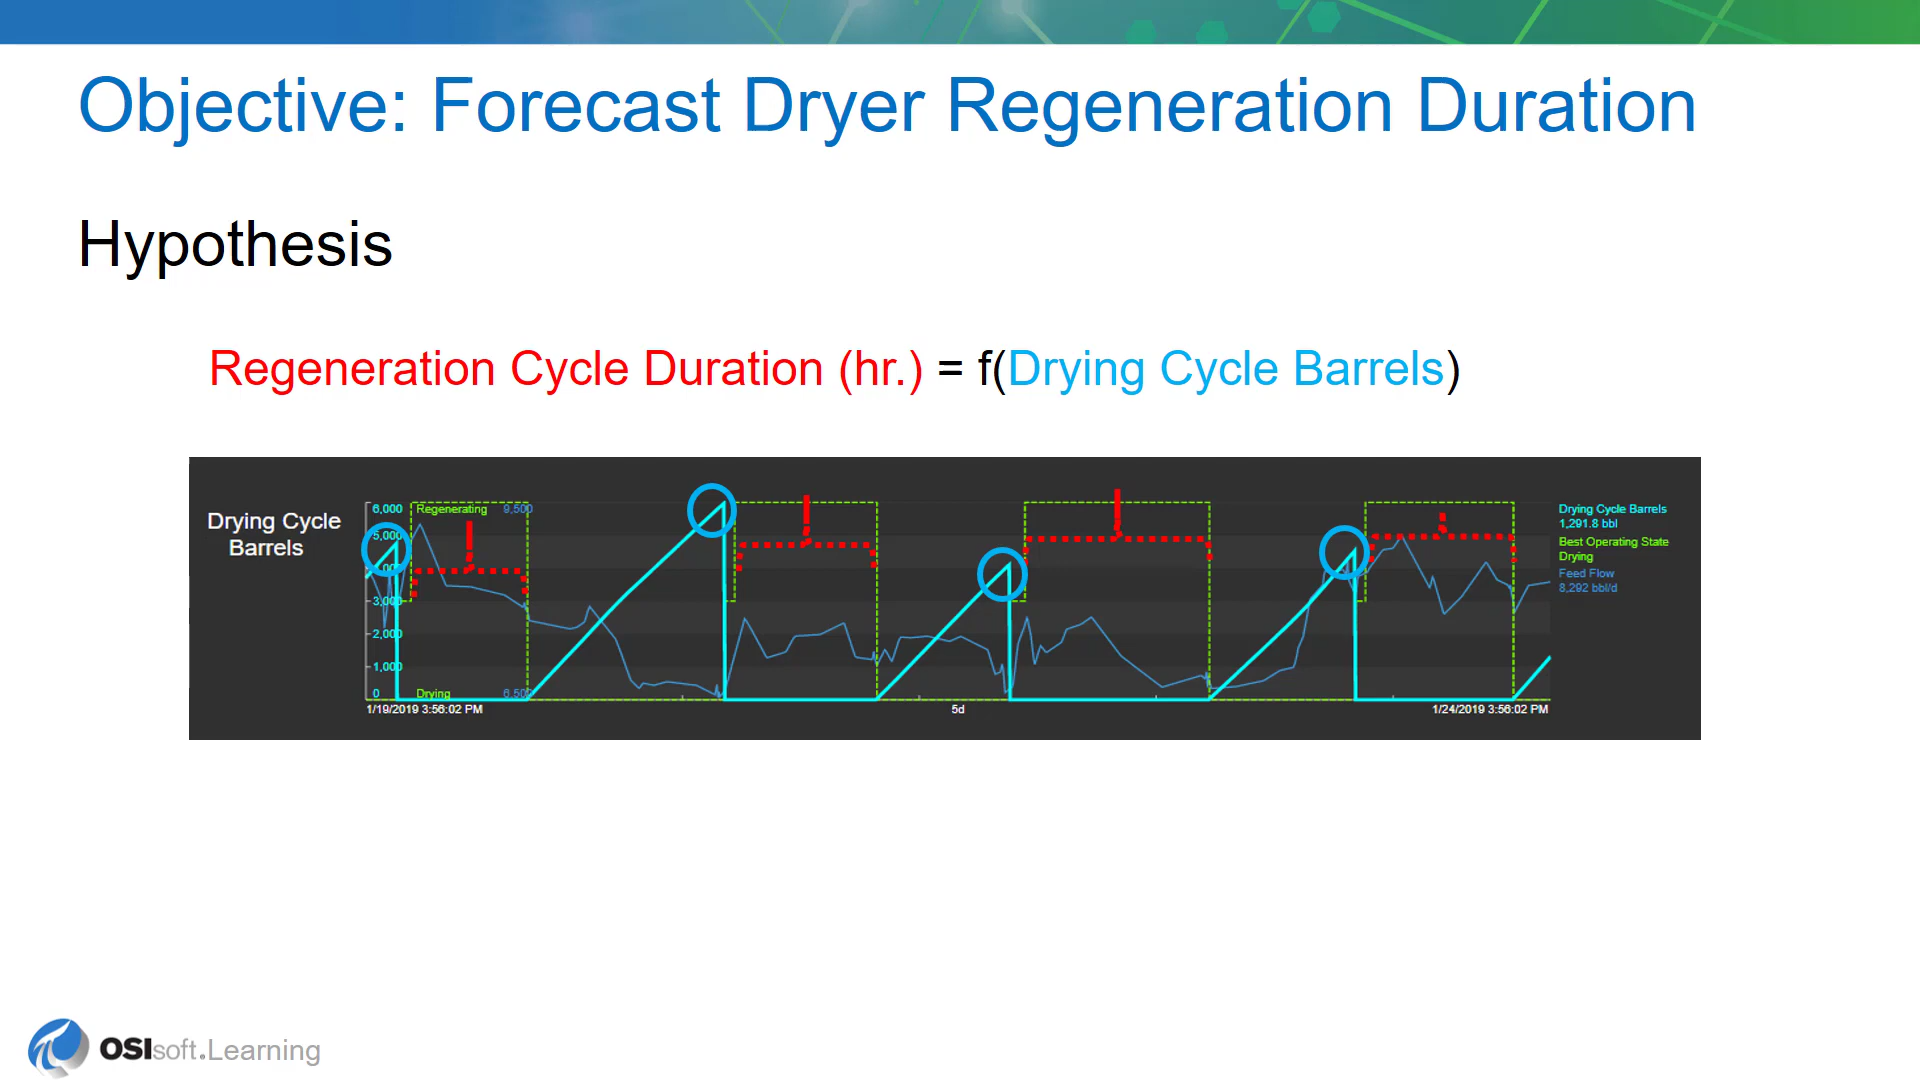 Objective: Forecast Dryer Regeneration Duration
Hypothesis
Regeneration Cycle Duration (hr.) = f(Drying Cycle Barrels)
Drying Cycle
Barrels
6,000
5,000
3,000
2,000
1,000
0
Regenerating
9,500
Drying
6,500
1/19/2019 3:56:02 PM
5d
1/24/2019 3:56:02 PM
Drying Cycle Barrels
1,291.8 bbl
Best Operating State
Drying
Feed Flow
8,292 bbl/d
OSIsoft.Learning